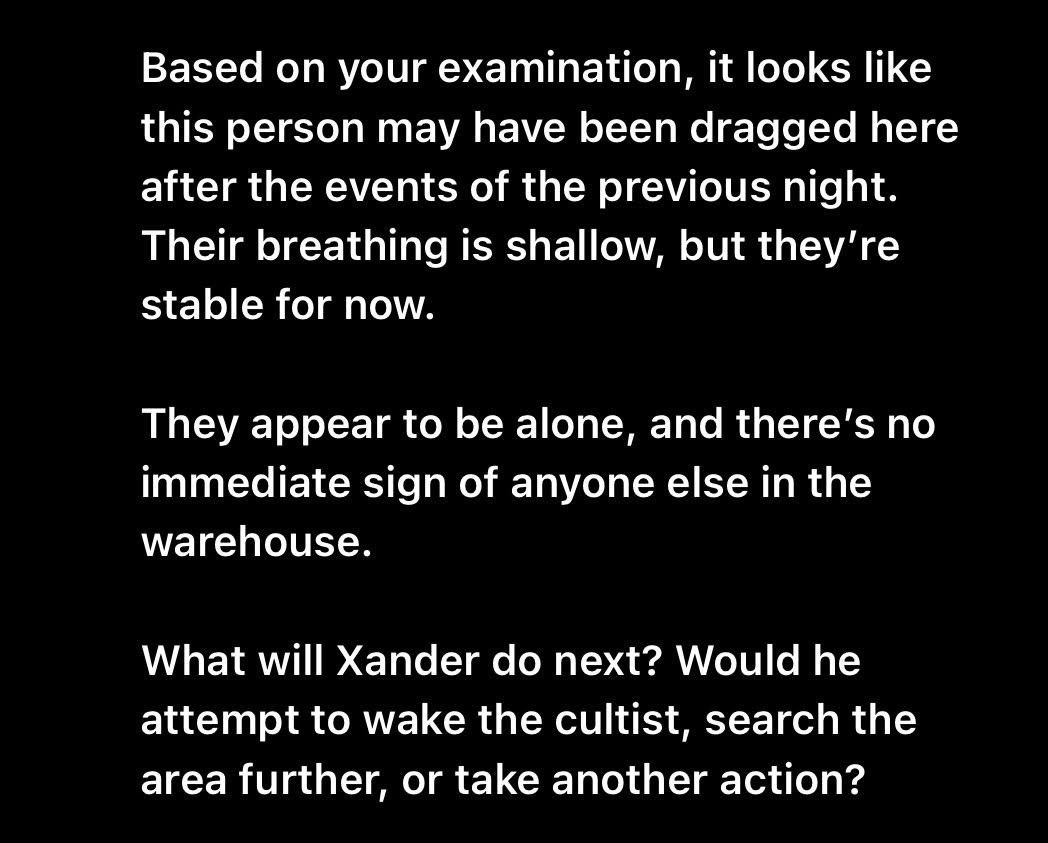 Based on your examination, it looks like
this person may have been dragged here
after the events of the previous night.
Their breathing is shallow, but they’re
stable for now.
They appear to be alone, and there’s no
immediate sign of anyone else in the
warehouse.
What will Xander do next? Would he
attempt to wake the cultist, search the
area further, or take another action?